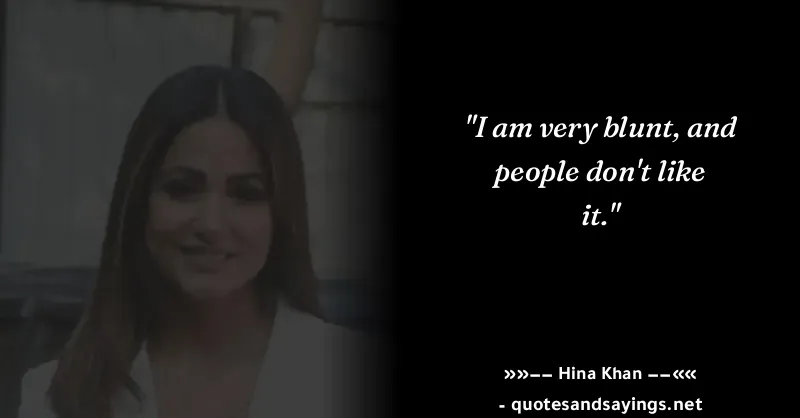 "I am very blunt, and
people don't like
it."
»»−− Hina Khan −−««
- quotesandsayings.net